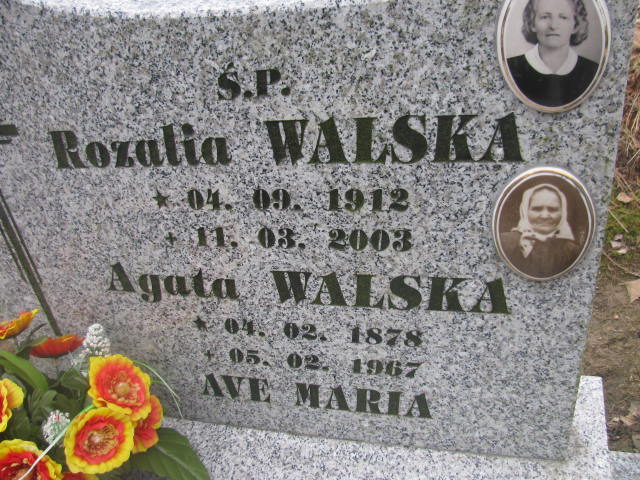 Ś.P.
Rozalia WALSKA
* 04. 09. 1912
+ 11. 03. 2003
Agata WALSKA
* 04. 02. 1878
+ 05. 02. 1967
AVE MARIA